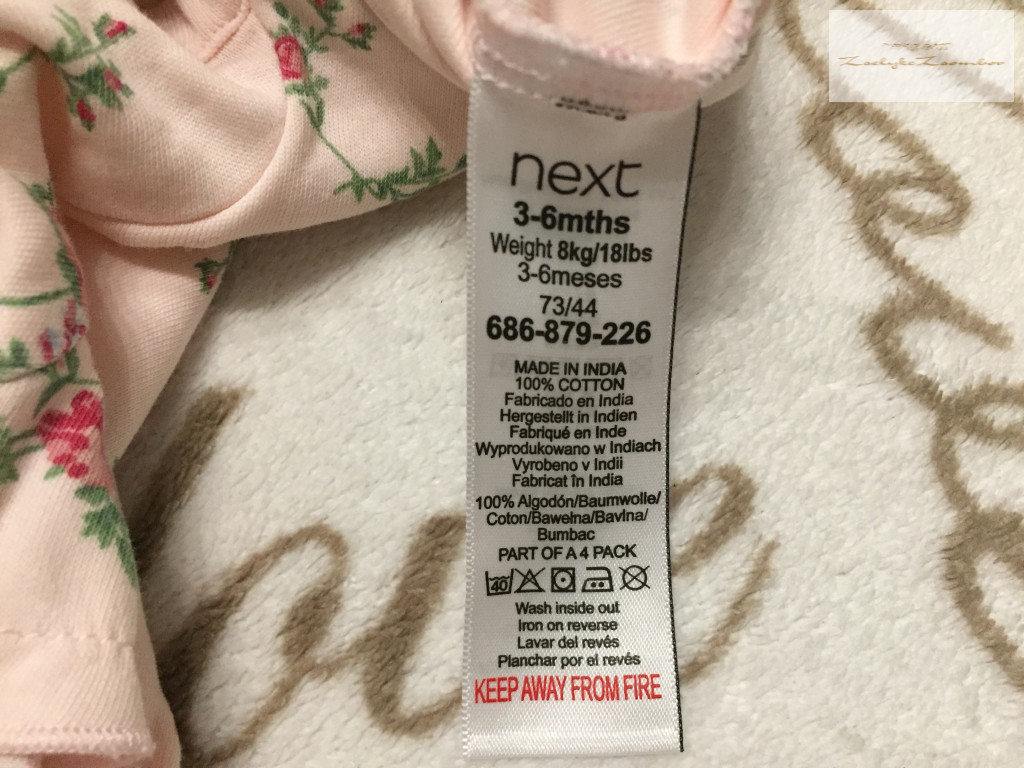 next
3-6mths
Weight 8kg/18lbs
3-6meses
73/44
686-879-226
MADE IN INDIA
100% COTTON
Fabricado en India
Hergestellt in Indien
Fabriqué en Inde
Wyprodukowano w Indiach
Vyrobeno v Indii
Fabricat în India
100% Algodón/Baumwolle/
Coton/Bawełna/Bavlna/
Bumbac
PART OF A 4 PACK
40
Wash inside out
Iron on reverse
Lavar del revés
Planchar por el revés
KEEP AWAY FROM FIRE